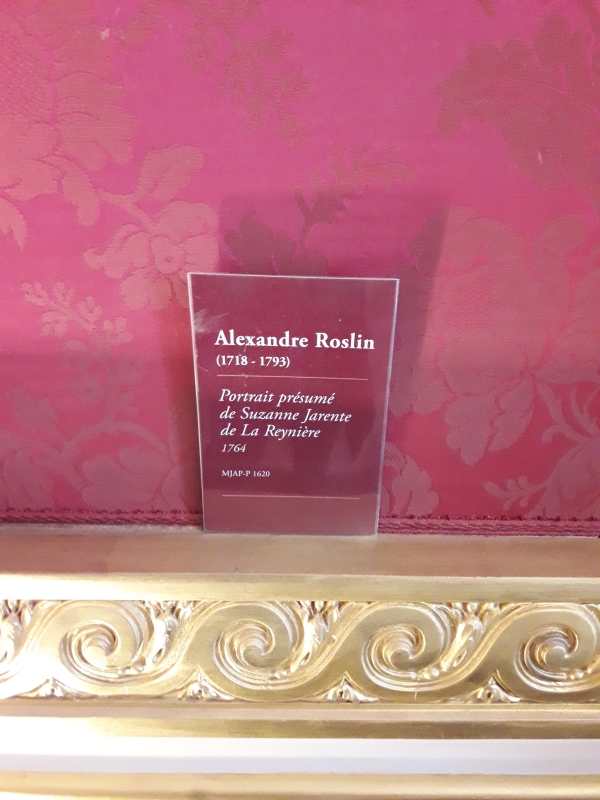 Alexandre Roslin
(1718 - 1793)
Portrait présumé
de Suzanne Jarente
de La Reynière
1764
MJAP-P 1620